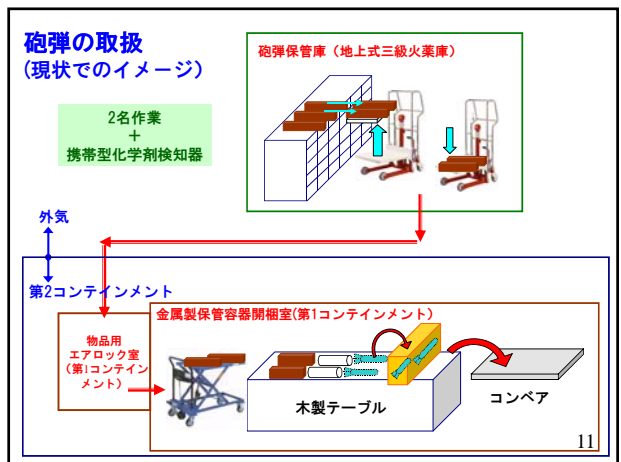 砲弾の取扱
(現状でのイメージ)
砲弾保管庫（地上式三級火薬庫）
2名作業
＋
携帯型化学剤検知器
外気
第2コンテインメント
金属製保管容器開梱室(第1コンテインメント)
物品用
エアロック室
（第1コンテイン
メント）
木製テーブル
コンベア
11